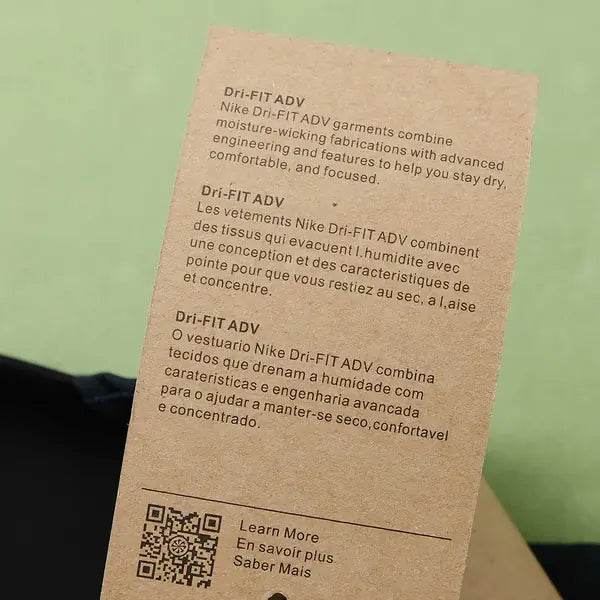 Dri-FIT ADV
Nike Dri-FIT ADV garments combine
moisture-wicking fabrications with advanced
engineering and features to help you stay dry,
comfortable, and focused.
Dri-FIT ADV
Les vetements Nike Dri-FIT ADV combinent
des tissus qui evacuent l.humidite avec
une conception et des caracteristiques de
pointe pour que vous restiez au sec, a l,aise
et concentre.
Dri-FIT ADV
O vestuario Nike Dri-FIT ADV combina
tecidos que drenam a humidade com
carateristicas e engenharia avancada
para o ajudar a manter-se seco,confortavel
e concentrado.
Learn More
En savoir plus
Saber Mais